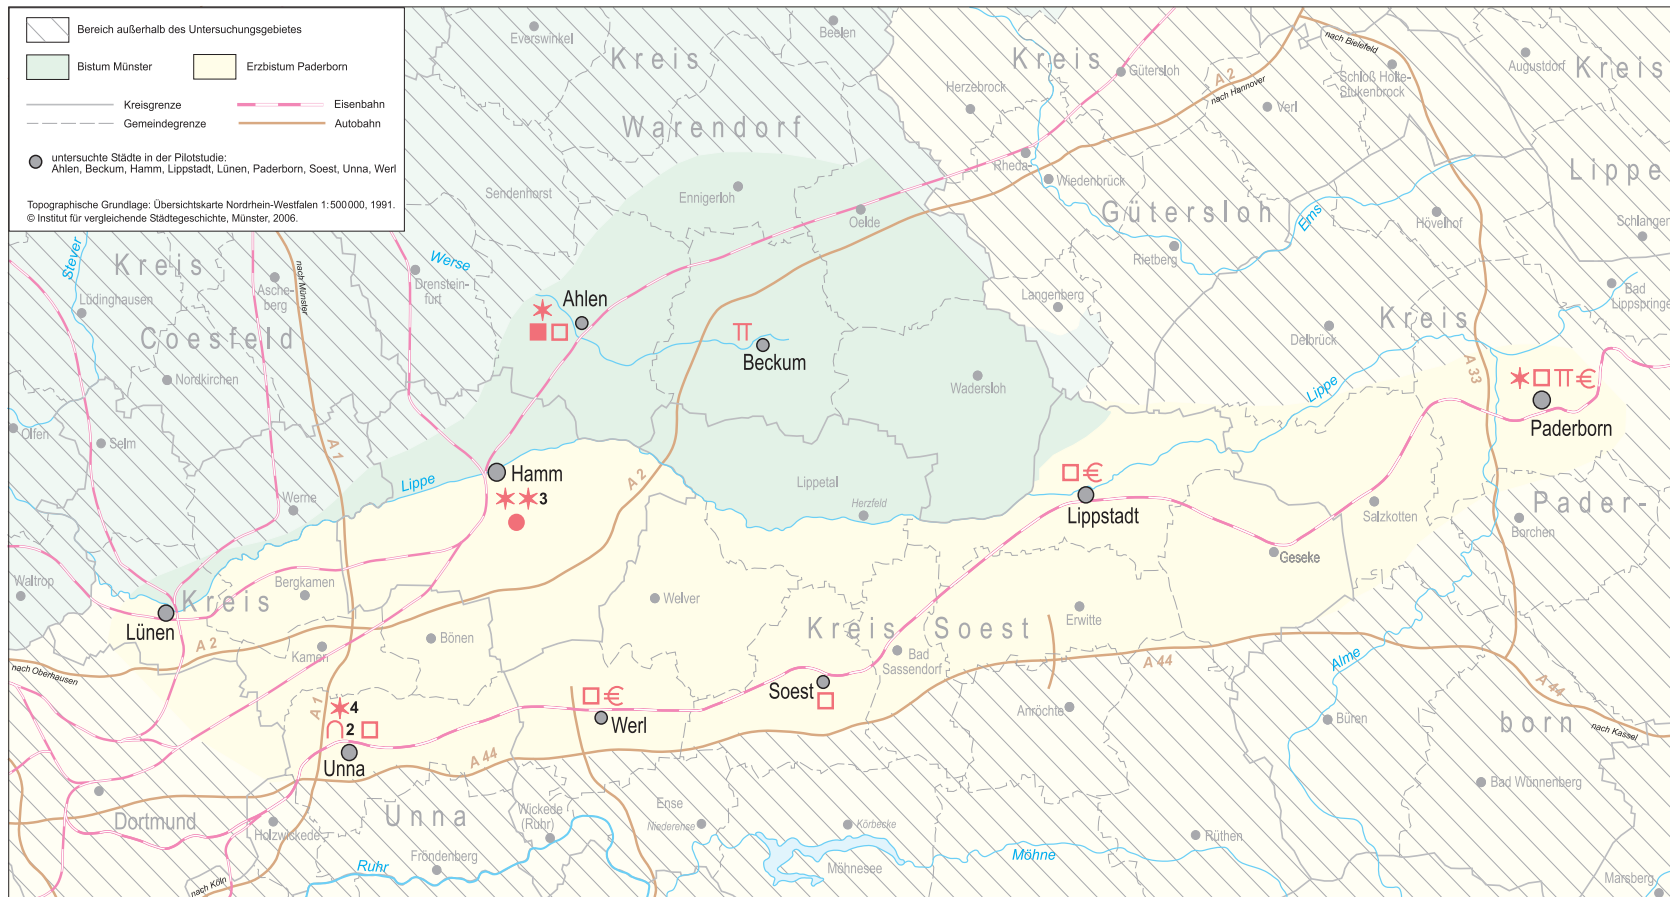 Bereich außerhalb des Untersuchungsgebietes
Bistum Münster
Erzbistum Paderborn
Kreisgrenze
Eisenbahn
Gemeindegrenze
Autobahn
untersuchte Städte in der Pilotstudie:
Ahlen, Beckum, Hamm, Lippstadt, Lünen, Paderborn, Soest, Unna, Werl
Topographische Grundlage: Übersichtskarte Nordrhein-Westfalen 1:500 000, 1991.
© Institut für vergleichende Städtegeschichte, Münster, 2006.
Everswinkel
Beelen
Kreis
Warendorf
Kreis
Gütersloh
Gütersloh
Herzebrock
A 2
nach Hannover
nach Bielefeld
Schloß Holte-
Stukenbrock
Verl
Augustdorf
Kreis
Lippe
Sendenhorst
Ennigerloh
Oelde
Rheda-
Wiedenbrück
Ems
Rietberg
Hövelhof
Schlangen
Stever
Kreis
Coesfeld
Lüdinghausen
Asche-
berg
nach Münster
Werse
Drenstein-
furt
Ahlen
Beckum
Langenberg
Bad
Lippspringe
Kreis
Delbrück
A 33
Nordkirchen
Wadersloh
Lippe
€
Paderborn
Olfen
Selm
A 1
Werne
Lippe
Hamm
3
A 2
Lippetal
Herzfeld
€
Lippstadt
Salzkotten
Pader-
born
Borchen
Geseke
Waltrop
Lünen
Kreis
Bergkamen
Welver
Erwitte
Kreis Soest
A 2
Kamen
Bönen
Bad
Sassendorf
A 44
Alme
nach Oberhausen
A 1
4
2
Unna
A 44
€
Werl
Soest
Anröchte
Büren
A 44
nach Kassel
Bad Wünnenberg
Dortmund
Holzwickede
Unna
Wickede
(Ruhr)
Ense
Niederense
Körbecke
Möhnesee
Möhne
Rüthen
nach Köln
Ruhr
Fröndenberg
Marsberg